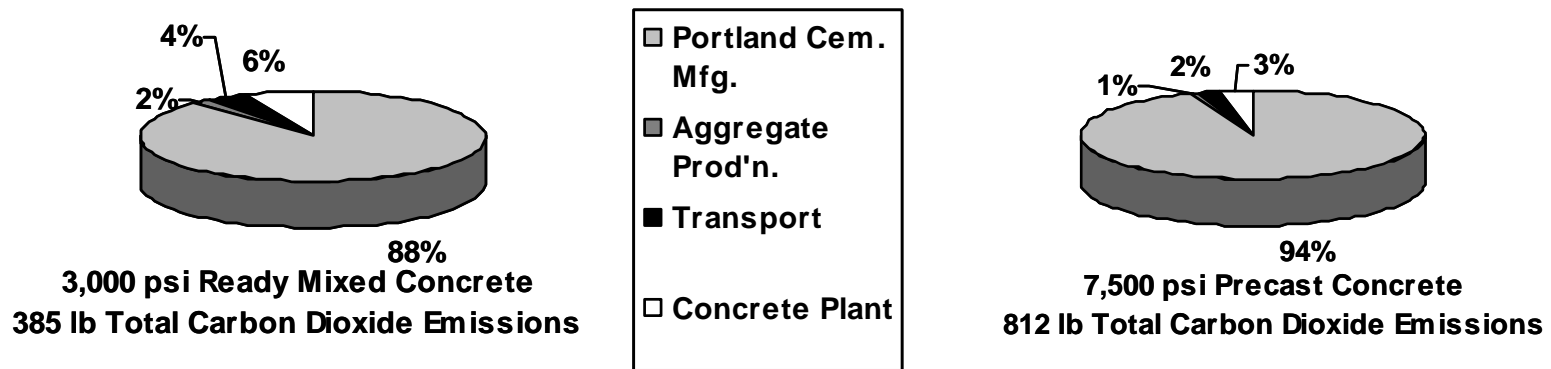 4%
6%
2%
88%
3,000 psi Ready Mixed Concrete
385 lb Total Carbon Dioxide Emissions
Portland Cem.
Mfg.
Aggregate
Prod'n.
Transport
Concrete Plant
2%
3%
1%
94%
7,500 psi Precast Concrete
812 lb Total Carbon Dioxide Emissions